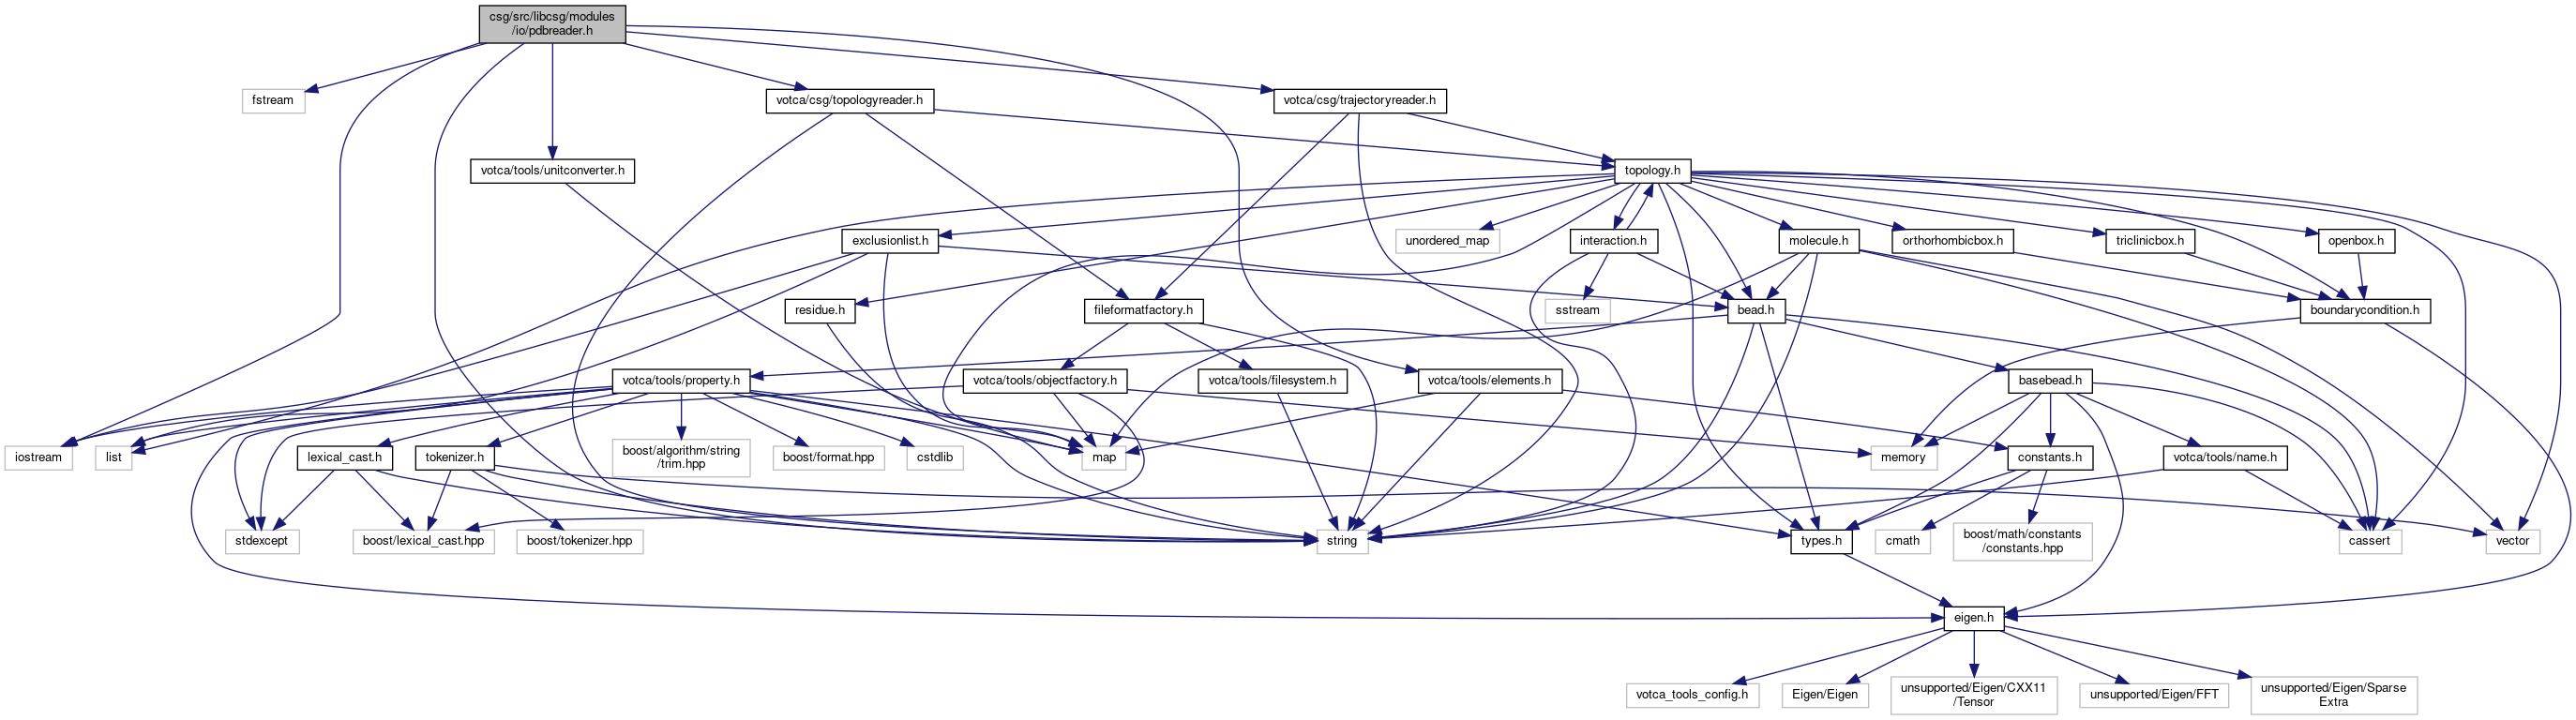 csg/src/libcsg/modules
/io/pdbreader.h
fstream
votca/csg/topologyreader.h
votca/csg/trajectoryreader.h
votca/tools/unitconverter.h
topology.h
exclusionlist.h
unordered_map
interaction.h
molecule.h
orthorhombicbox.h
triclinicbox.h
openbox.h
residue.h
fileformatfactory.h
sstream
bead.h
boundarycondition.h
votca/tools/property.h
votca/tools/objectfactory.h
votca/tools/filesystem.h
votca/tools/elements.h
basebead.h
iostream
list
lexical_cast.h
tokenizer.h
boost/algorithm/string
/trim.hpp
boost/format.hpp
cstdlib
map
memory
constants.h
votca/tools/name.h
stdexcept
boost/lexical_cast.hpp
boost/tokenizer.hpp
string
types.h
cmath
boost/math/constants
/constants.hpp
cassert
vector
eigen.h
votca_tools_config.h
Eigen/Eigen
unsupported/Eigen/CXX11
/Tensor
unsupported/Eigen/FFT
unsupported/Eigen/Sparse
Extra